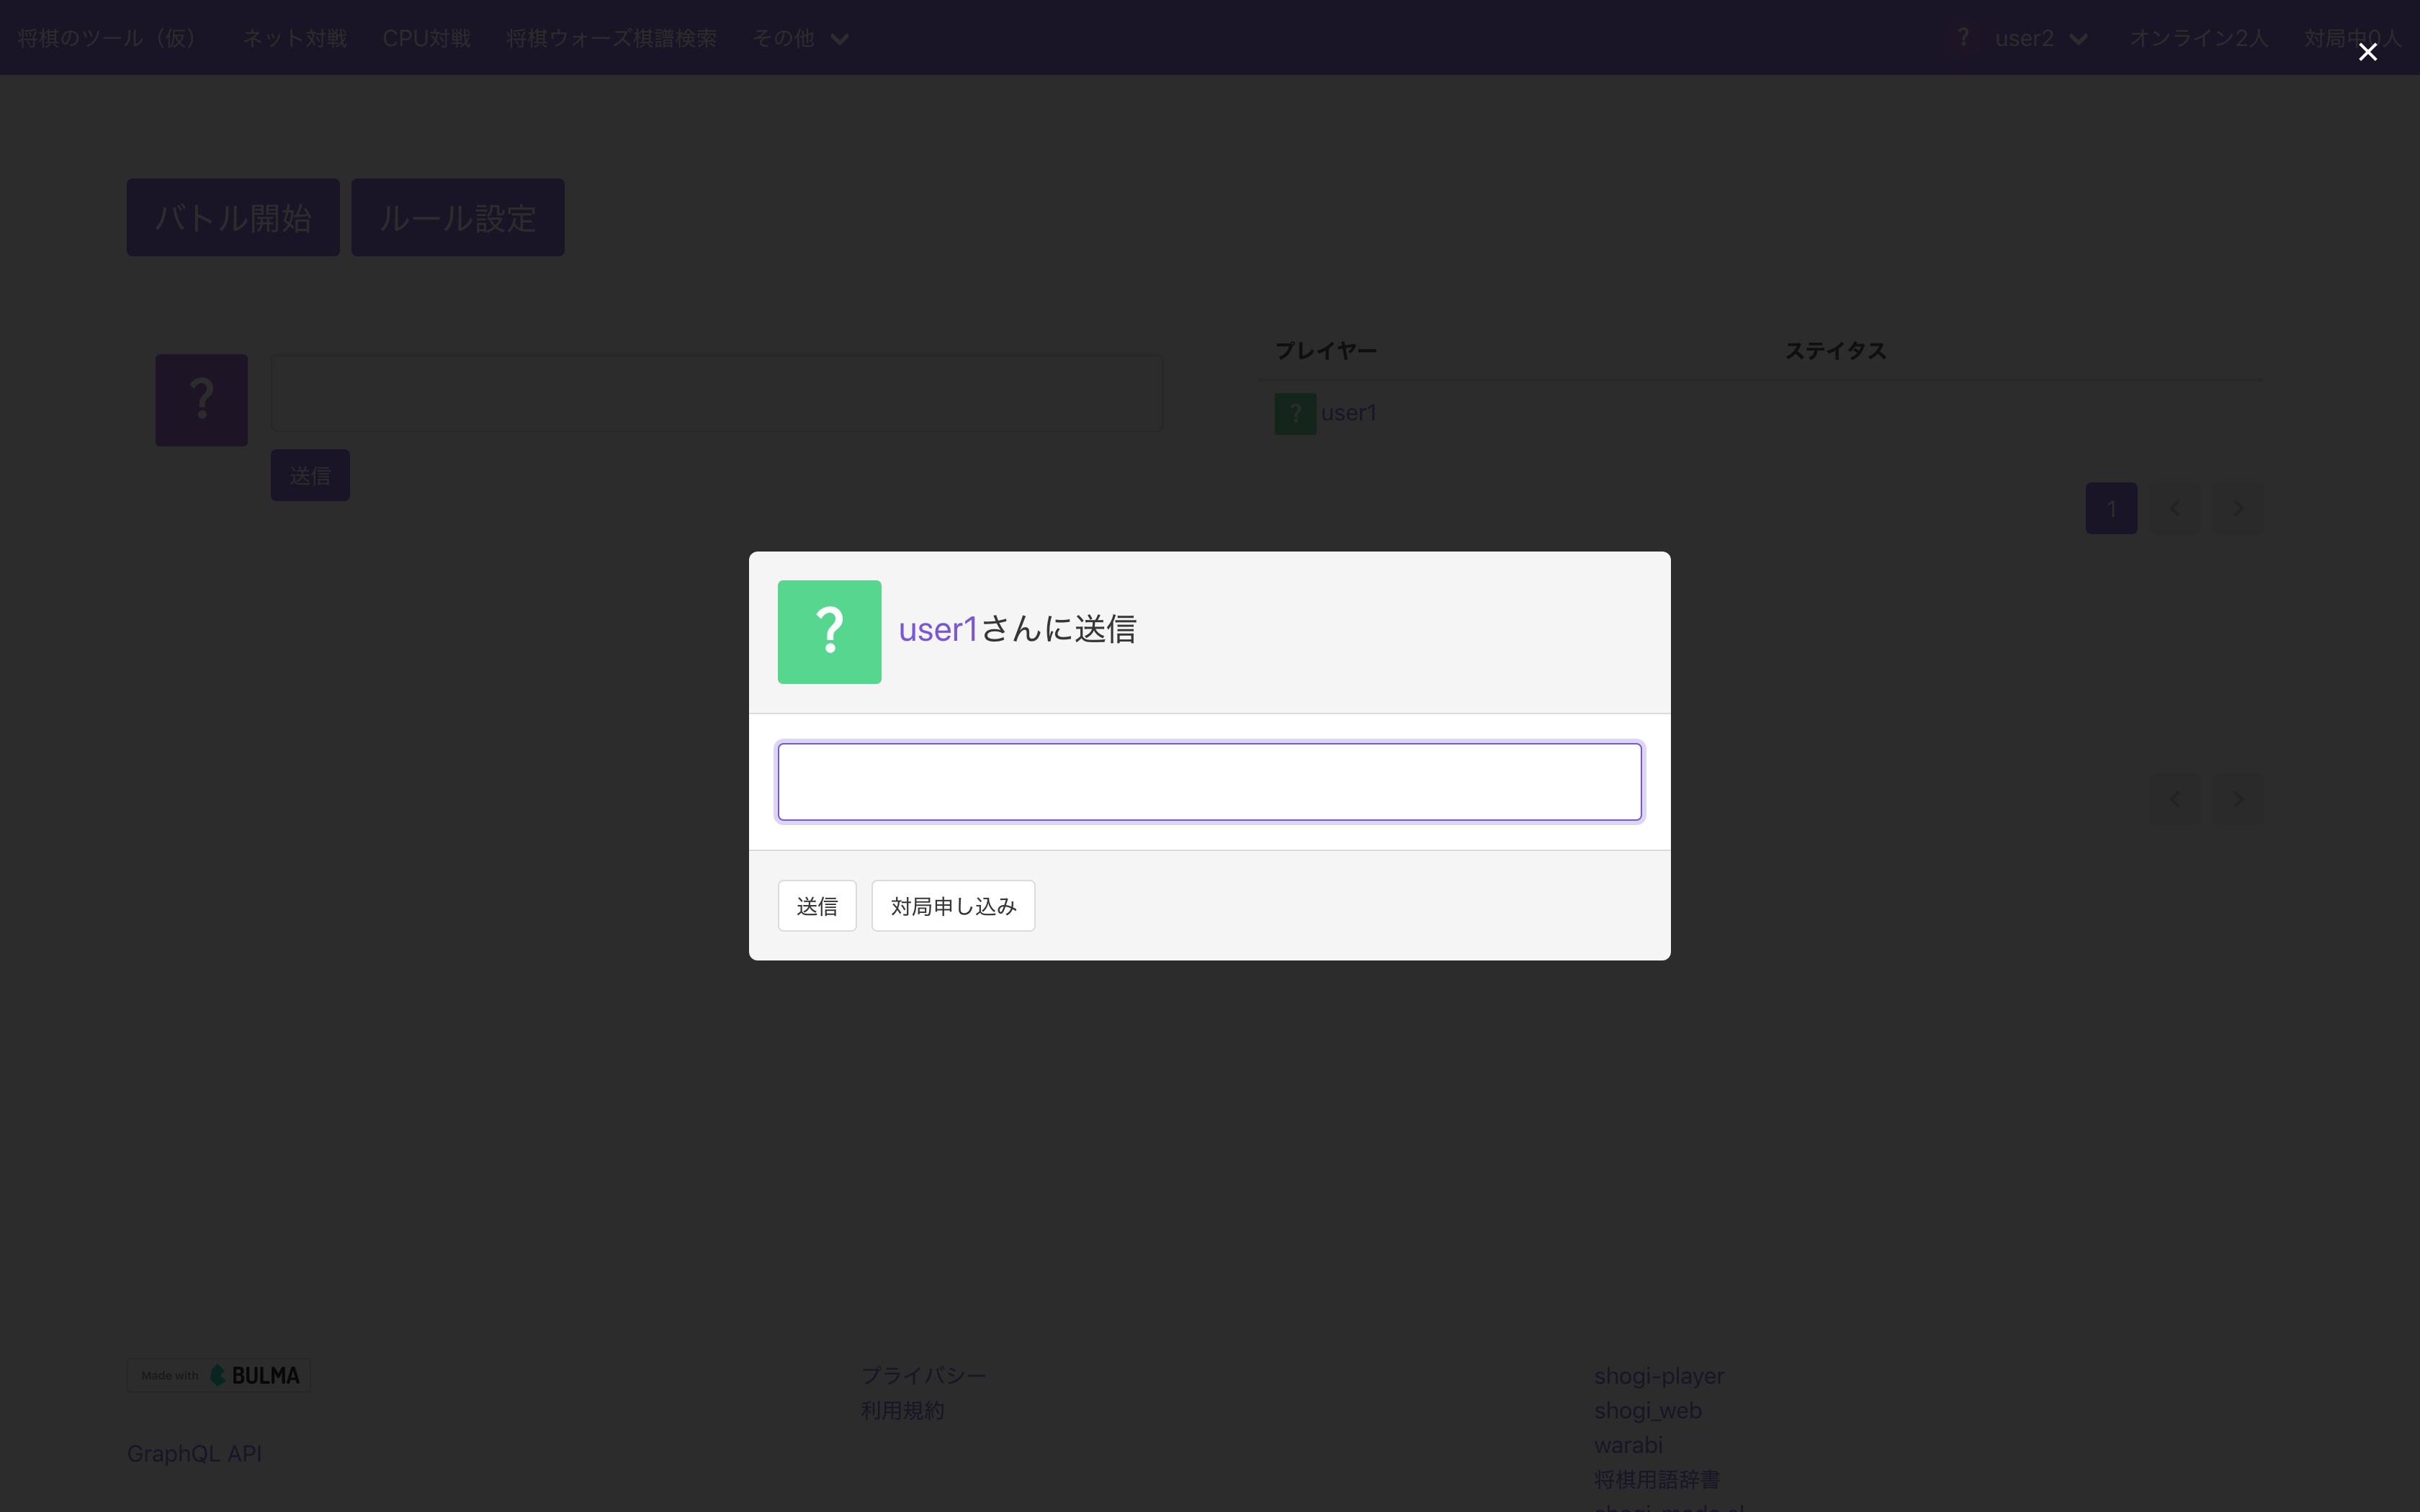 将棋のツール（仮） ネット対戦 CPU対戦 将棋ウォーズ棋譜検索 その他 ? user2 オンライン2人 対局中0人
バトル開始 ルール設定
プレイヤー ステイタス
?
? user1
送信
1
? user1さんに送信
送信 対局申し込み
Made with BULMA
GraphQL API
プライバシー
利用規約
shogi-player
shogi_web
warabi
将棋用語辞書